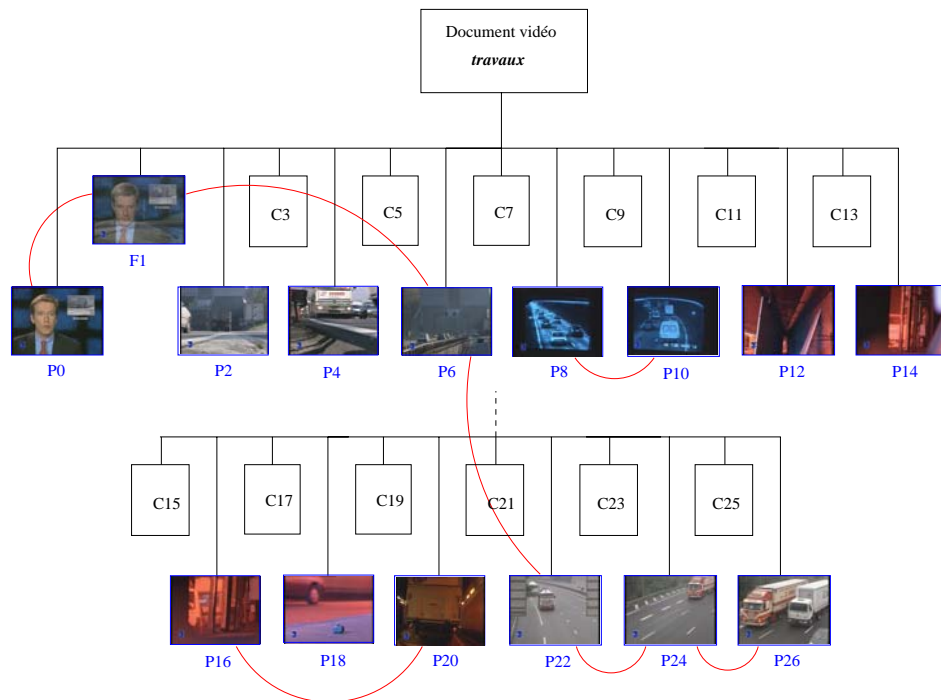 Document vidéo
travaux
C3
C5
C7
C9
C11
C13
F1
P0
P2
P4
P6
P8
P10
P12
P14
C15
C17
C19
C21
C23
C25
P16
P18
P20
P22
P24
P26